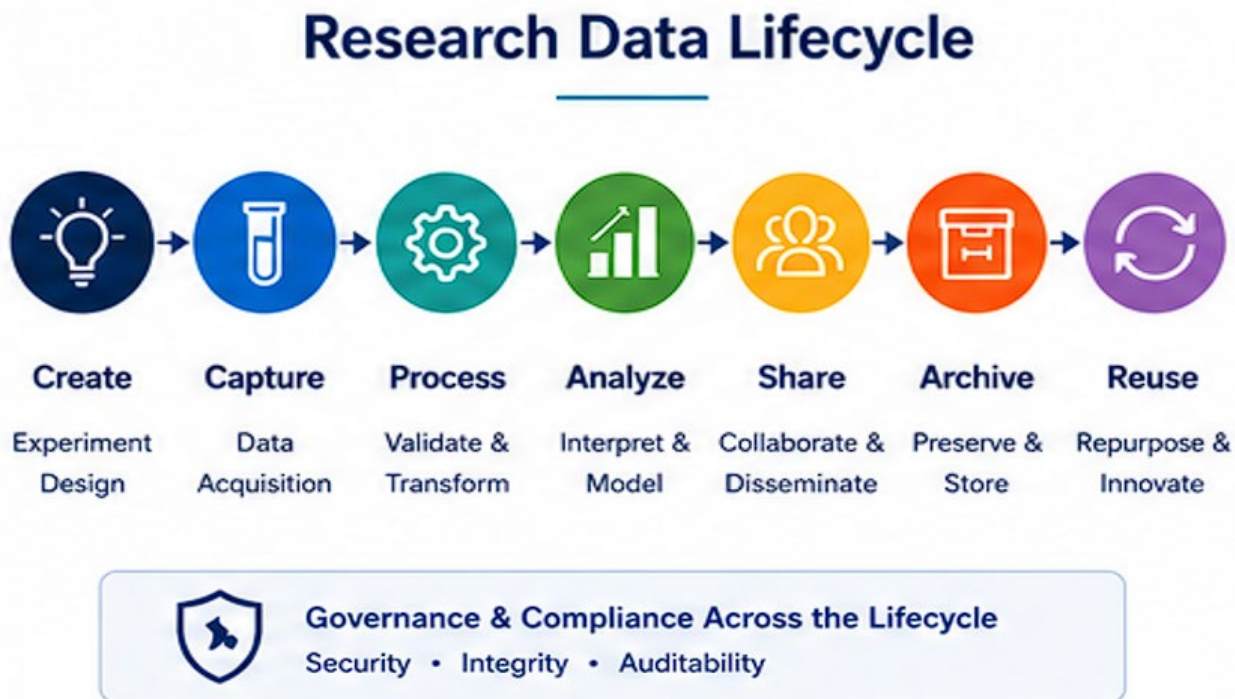 Research Data Lifecycle
Create Capture Process Analyze Share Archive Reuse
Experiment Data Validate & Interpret & Collaborate & Preserve & Repurpose &
Design Acquisition Transform Model Disseminate Store Innovate
Governance & Compliance Across the Lifecycle
Security • Integrity • Auditability